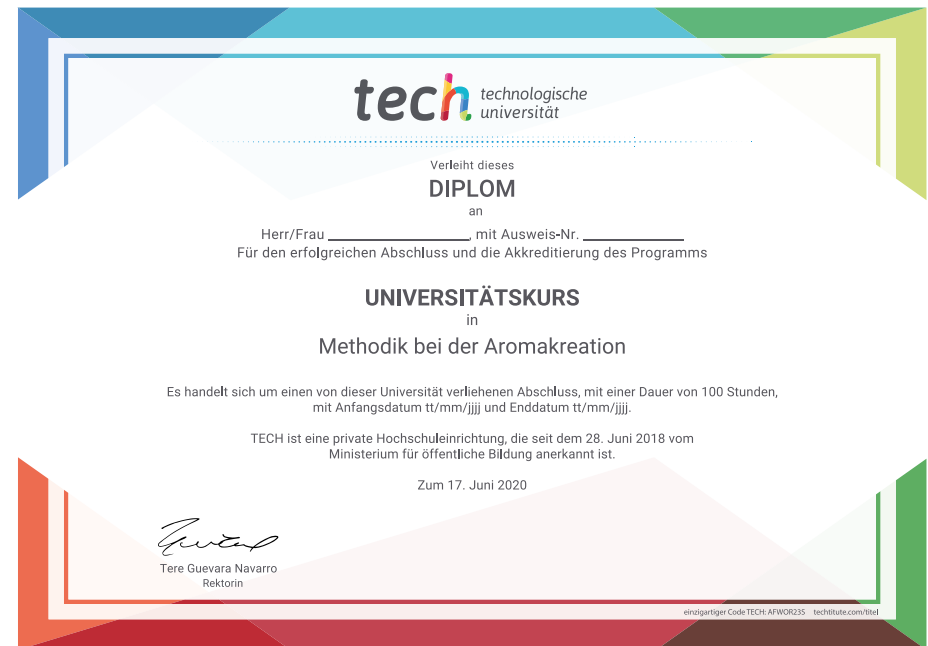 tech technologische
universität
Verleiht dieses
DIPLOM
an
Herr/Frau ____________, mit Ausweis-Nr. ____________
Für den erfolgreichen Abschluss und die Akkreditierung des Programms
UNIVERSITÄTSKURS
in
Methodik bei der Aromakreation
Es handelt sich um einen von dieser Universität verliehenen Abschluss, mit einer Dauer von 100 Stunden,
mit Anfangsdatum tt/mm/jjjj und Enddatum tt/mm/jjjj.
TECH ist eine private Hochschuleinrichtung, die seit dem 28. Juni 2018 vom
Ministerium für öffentliche Bildung anerkannt ist.
Zum 17. Juni 2020
Tere Guevara Navarro
Rektorin
einzigartiger Code TECH: AFWOR23S techtitute.com/titel